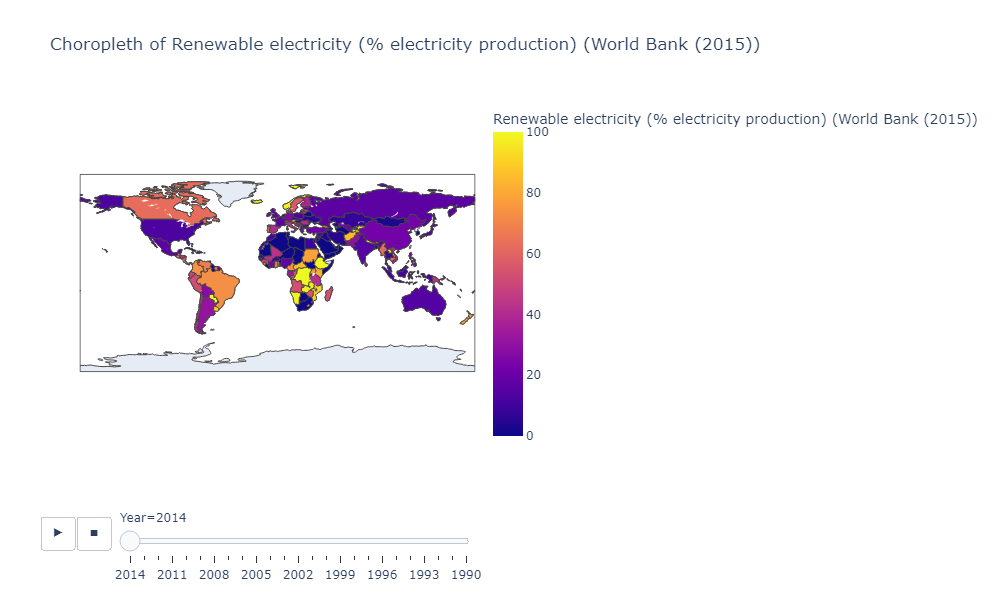 Choropleth of Renewable electricity (% electricity production) (World Bank (2015))
Renewable electricity (% electricity production) (World Bank (2015))
100
80
60
40
20
0
Year=2014
2014 2011 2008 2005 2002 1999 1996 1993 1990